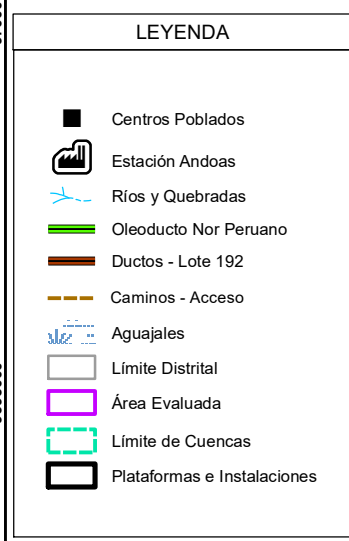 LEYENDA
Centros Poblados
Estación Andoas
Ríos y Quebradas
Oleoducto Nor Peruano
Ductos - Lote 192
Caminos - Acceso
Aguajales
Límite Distrital
Área Evaluada
Límite de Cuencas
Plataformas e Instalaciones